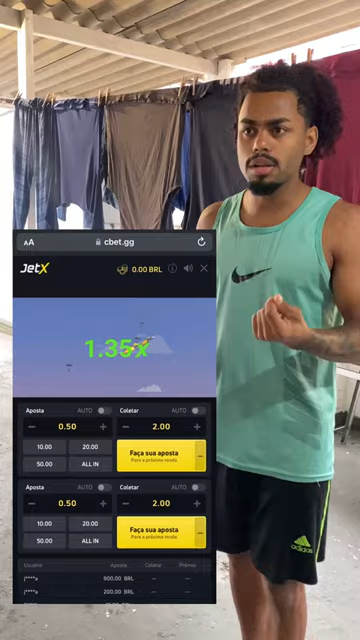 AA
cbet.gg
JetX
0.00 BRL
1.35x
Aposta
AUTO
Coletar
AUTO
0.50
2.00
10.00
20.00
50.00
ALL IN
Faça sua aposta
Para a próxima rodada
Aposta
AUTO
Coletar
AUTO
0.50
2.00
10.00
20.00
50.00
ALL IN
Faça sua aposta
Para a próxima rodada
Usuário
Aposta
Coletar
Prêmio
j****e
900.00 BRL
200.00 BRL
adidas